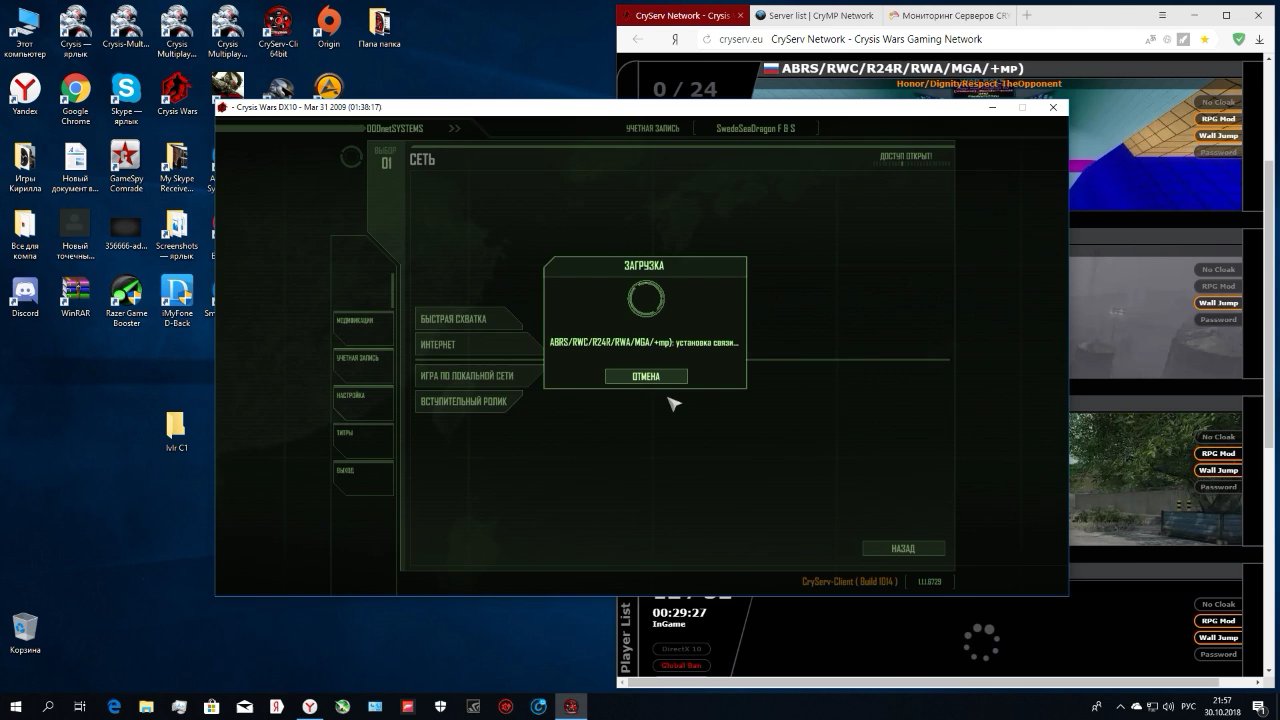 Этот компьютер
Crysis — ярлык
Crysis-Mult...
Crysis Multiplay...
Crysis Multiplay...
CryServ-Cli 64bit
Origin
Папа папка
Yandex
Google Chrome
Skype — ярлык
Crysis Wars
Игры Кирилла
Новый документ в...
GameSpy Comrade
My Skype Receive...
Все для компа
Новый точечны...
356666-ad...
Screenshots — ярлык
Discord
WinRAR
Razer Game Booster
iMyFone D-Back
lvlr C1
Корзина
CryServ Network - Crysis
Server list | CryMP Network
Мониторинг Серверов CRY
cryserv.eu CryServ Network - Crysis Wars Gaming Network
0 / 24
ABRS/RWC/R24R/RWA/MGA/+мр)
Honor/DignityRespect TheOpponent
No Cloak
RPG Mod
Wall Jump
Password
- Crysis Wars DX10 - Mar 31 2009 (01:38:17)
ODDnetSYSTEMS
>>
УЧЕТНАЯ ЗАПИСЬ
SwedeSeaDragon F B S
ВЫБОР
01
СЕТЬ
ДОСТУП ОТКРЫТ!
ЗАГРУЗКА
ABRS/RWC/R24R/RWA/MGA/+mp): установка связи...
ОТМЕНА
МОДИФИКАЦИИ
УЧЕТНАЯ ЗАПИСЬ
НАСТРОЙКА
ТИТРЫ
ВЫХОД
БЫСТРАЯ СХВАТКА
ИНТЕРНЕТ
ИГРА ПО ЛОКАЛЬНОЙ СЕТИ
ВСТУПИТЕЛЬНЫЙ РОЛИК
НАЗАД
CryServ-Client ( Build 1014 )
1.1.1.6729
No Cloak
RPG Mod
Wall Jump
Password
No Cloak
RPG Mod
Wall Jump
Password
No Cloak
RPG Mod
Wall Jump
Password
Player List
00:29:27
InGame
DirectX 10
Global Ban
РУС
21:57
30.10.2018